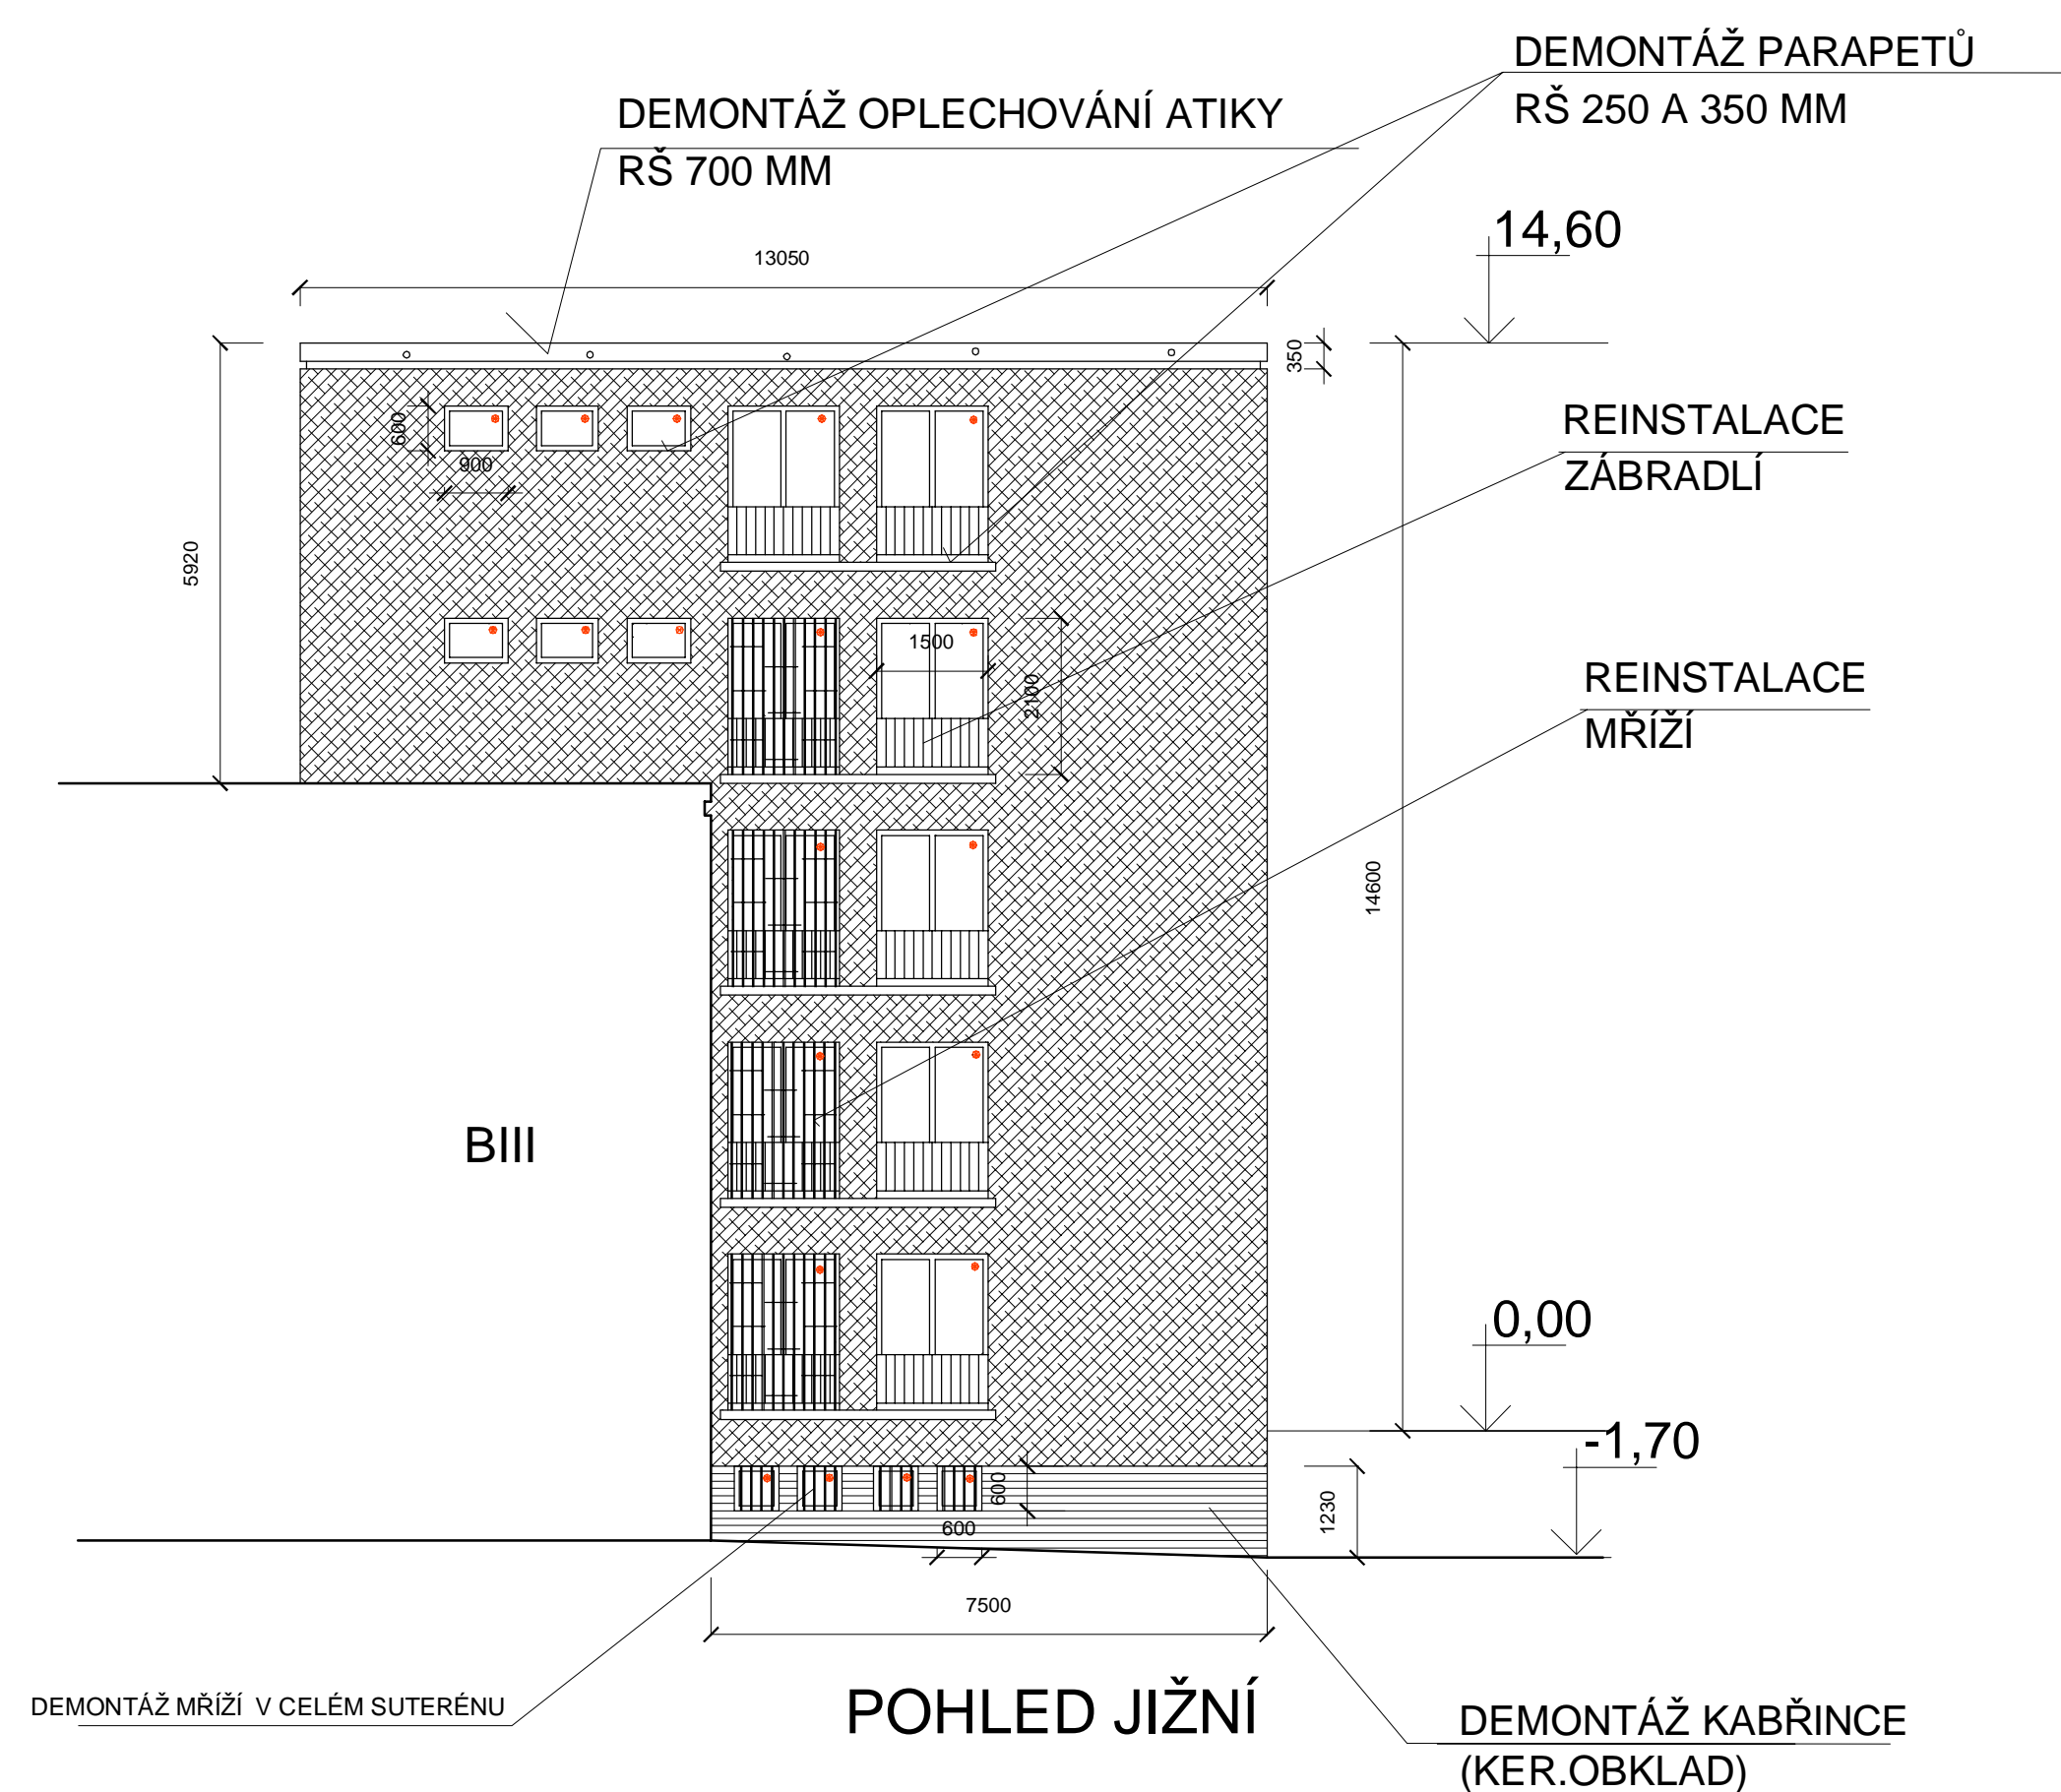 DEMONTÁŽ PARAPETŮ
RŠ 250 A 350 MM
DEMONTÁŽ OPLECHOVÁNÍ ATIKY
RŠ 700 MM
14,60
13050
350
600
900
REINSTALACE
ZÁBRADLÍ
5920
1500
2100
REINSTALACE
MŘÍŽÍ
14600
BIII
0,00
-1,70
600
600
1230
7500
DEMONTÁŽ MŘÍŽÍ V CELÉM SUTERÉNU
POHLED JIŽNÍ
DEMONTÁŽ KABŘINCE
(KER.OBKLAD)